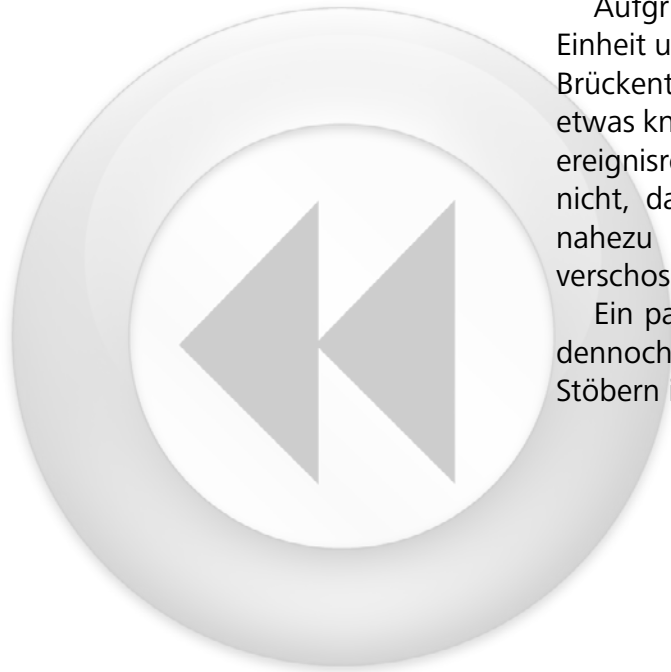 Aufgr
Einheit u
Brückent
etwas kn
ereignisre
nicht, da
nahezu
verschos
Ein pa
dennoch
Stöbern i